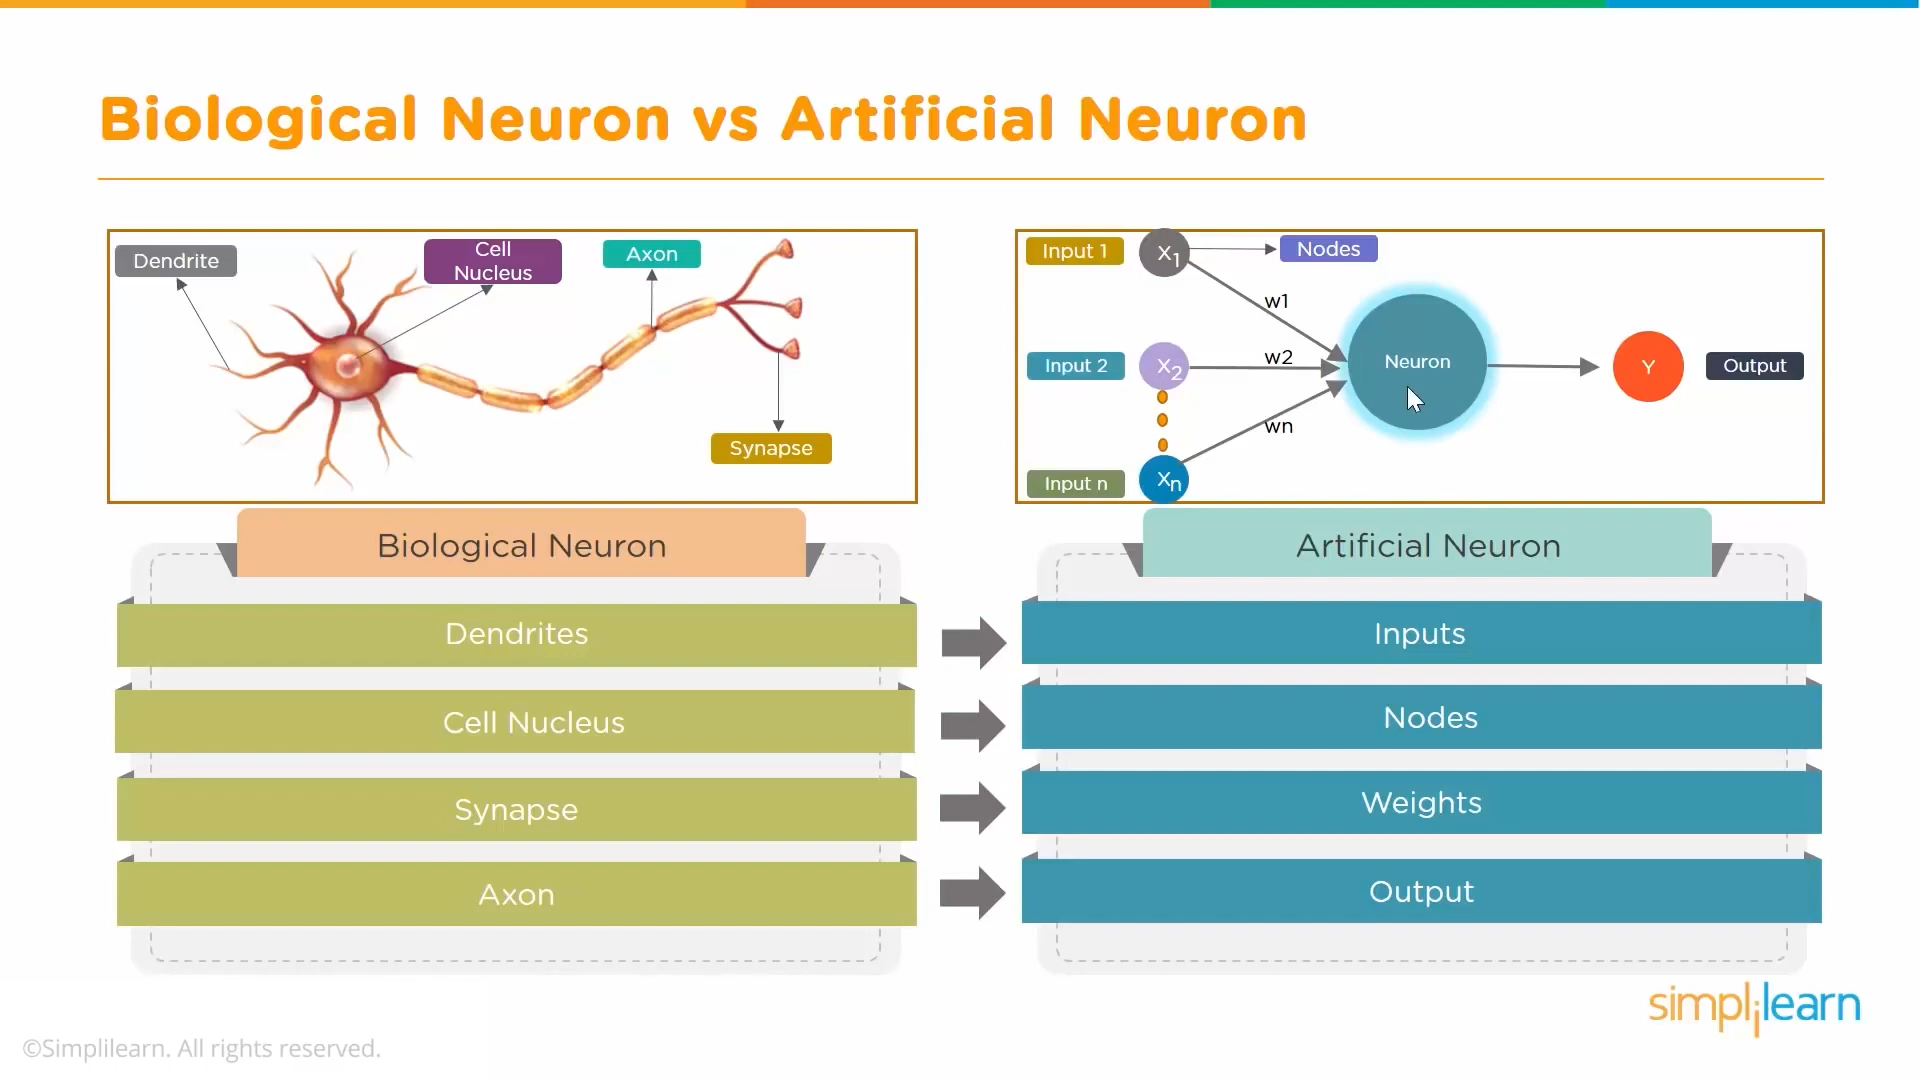 Biological Neuron vs Artificial Neuron
Dendrite
Cell
Nucleus
Axon
Synapse
Input 1
X1
Nodes
w1
Input 2
X2
w2
Neuron
Y
Output
wn
Input n
Xn
Biological Neuron
Artificial Neuron
Dendrites
Inputs
Cell Nucleus
Nodes
Synapse
Weights
Axon
Output
simplilearn
©Simplilearn. All rights reserved.